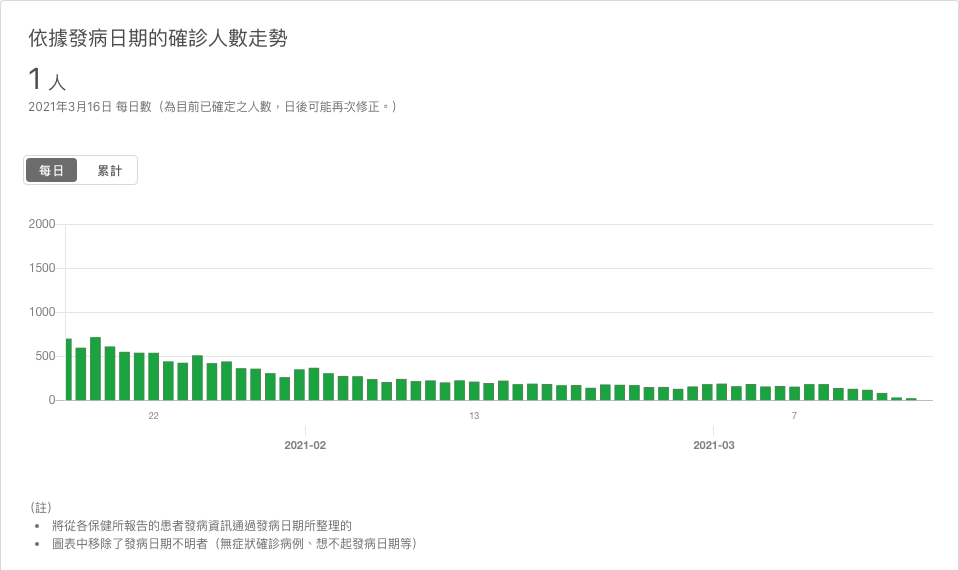 依據發病日期的確診人數走勢
1 人
2021年3月16日 每日數（為目前已確定之人數，日後可能再次修正。）
每日 累計
2000
1500
1000
500
0
22 13 7
2021-02 2021-03
（註）
• 將從各保健所報告的患者發病資訊通過發病日期所整理的
• 圖表中移除了發病日期不明者（無症狀確診病例、想不起發病日期等）